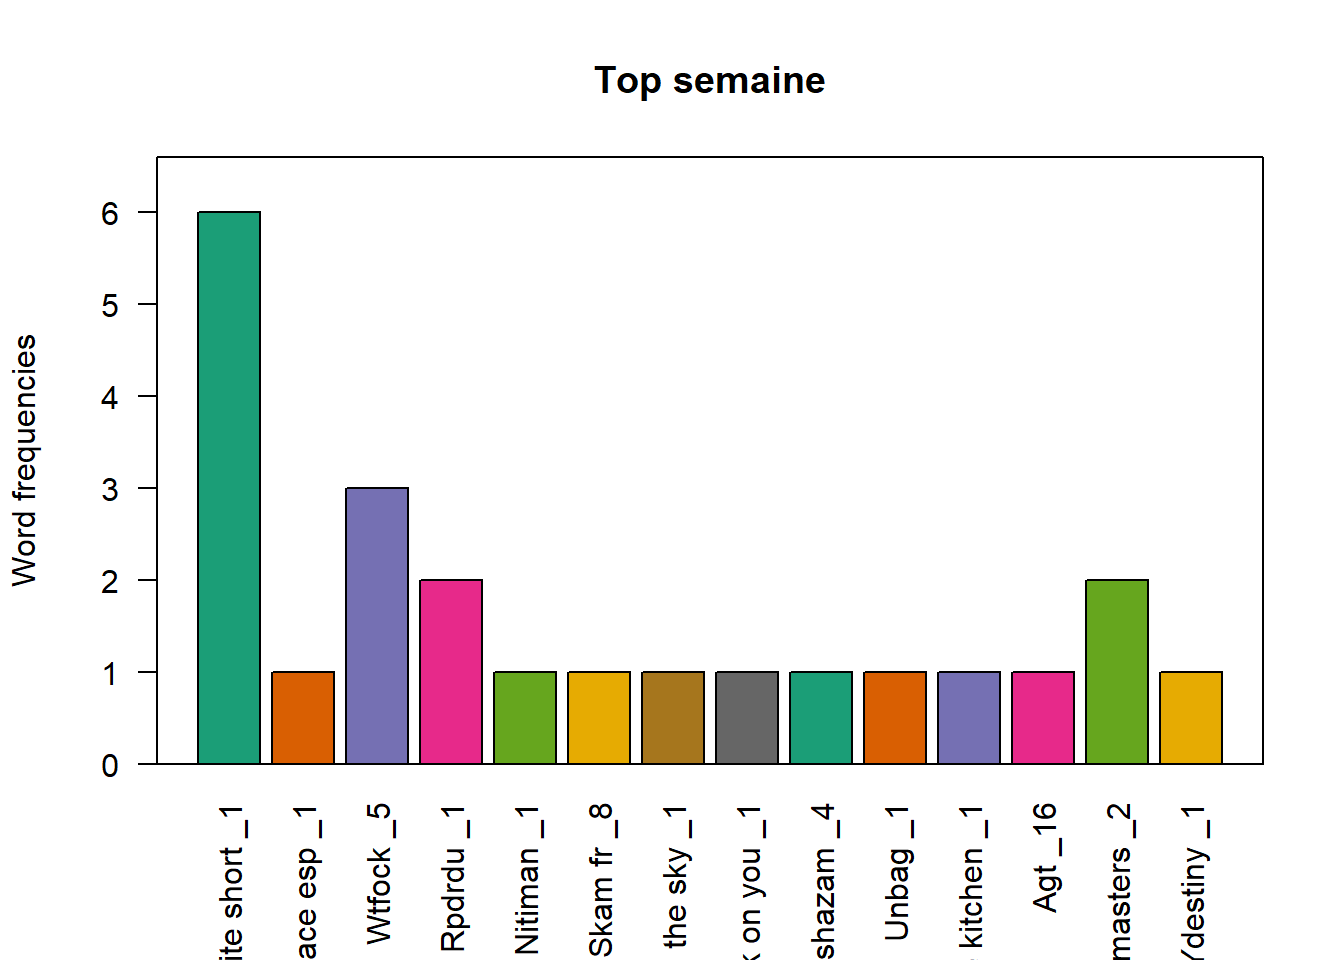 Top semaine
Word frequencies
6
5
4
3
2
1
0
ite short _1
ace esp _1
Wtfock _5
Rpdrdu _1
Nitiman _1
Skam fr _8
the sky _1
on you _1
shazam _4
Unbag _1
kitchen _1
Agt _16
masters _2
Ydestiny _1